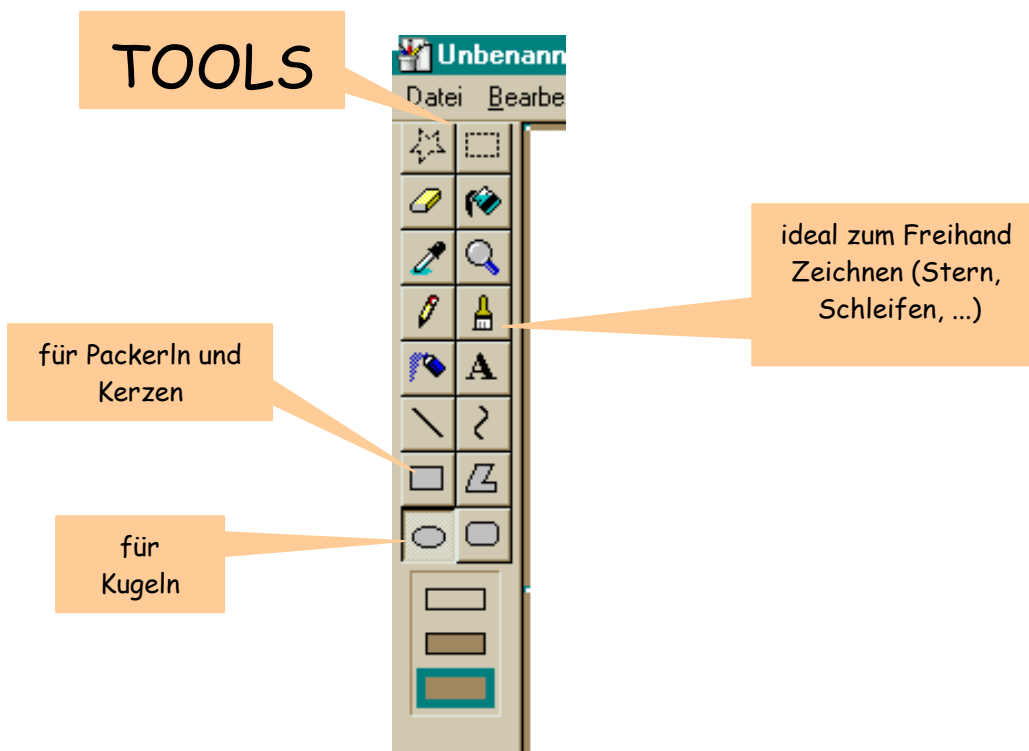 TOOLS
Unbenann
Datei Bearbe
ideal zum Freihand
Zeichnen (Stern,
Schleifen, ...)
A
für Packerln und
Kerzen
für
Kugeln